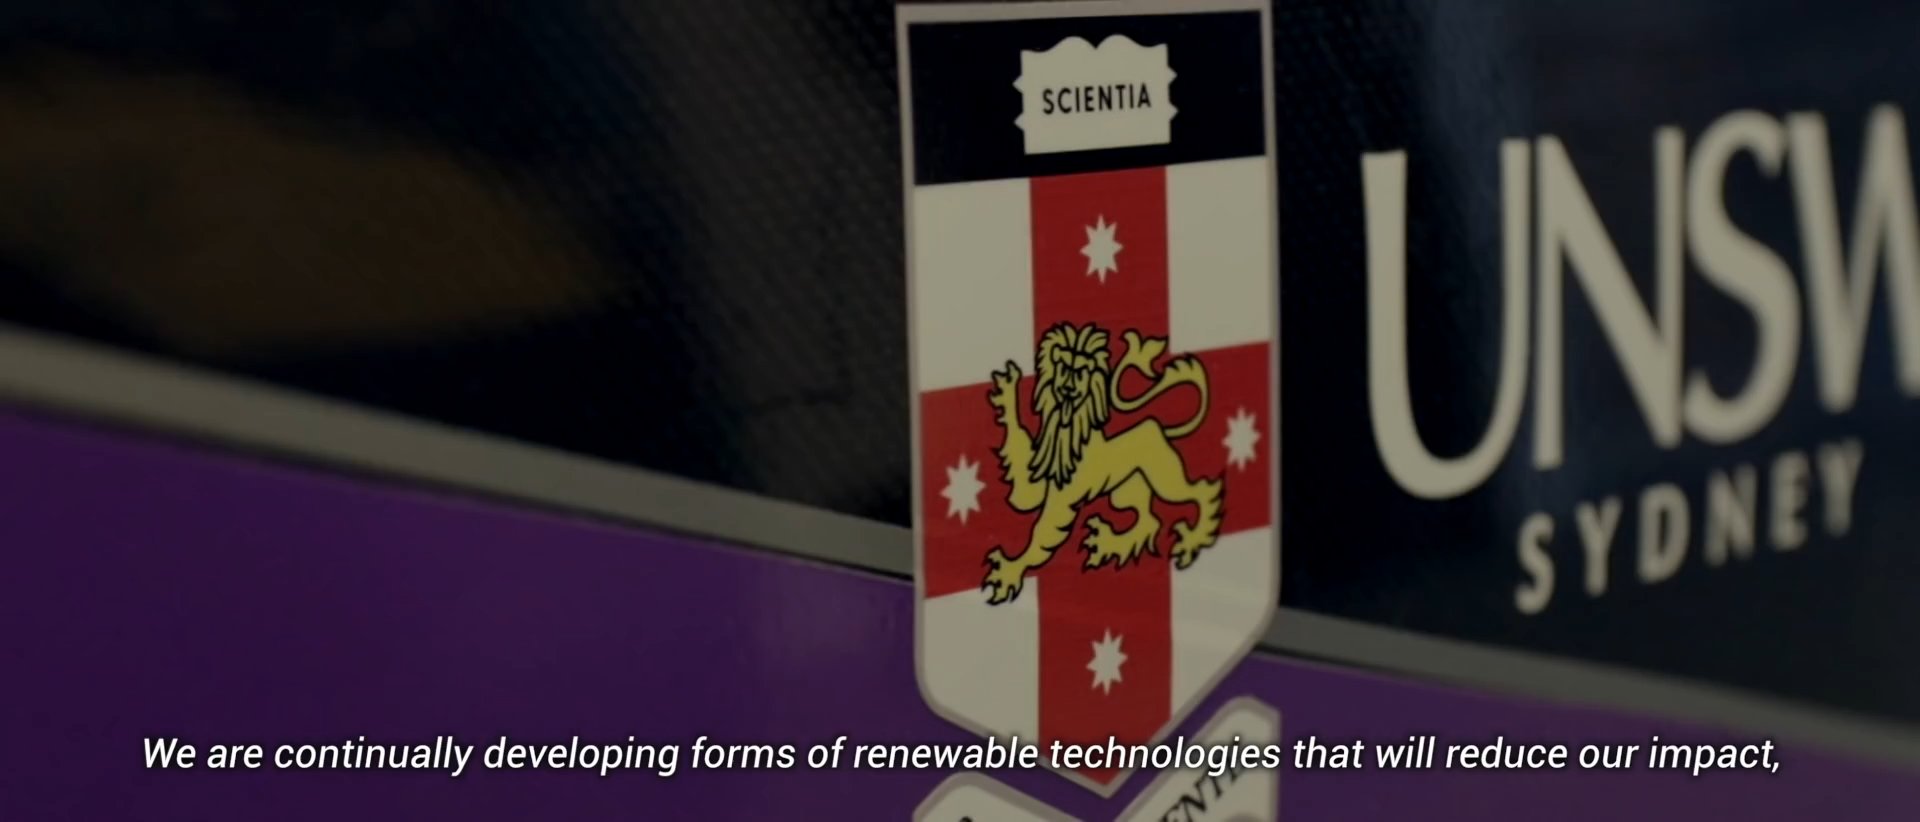 SCIENTIA
UNSW
SYDNEY
We are continually developing forms of renewable technologies that will reduce our impact,